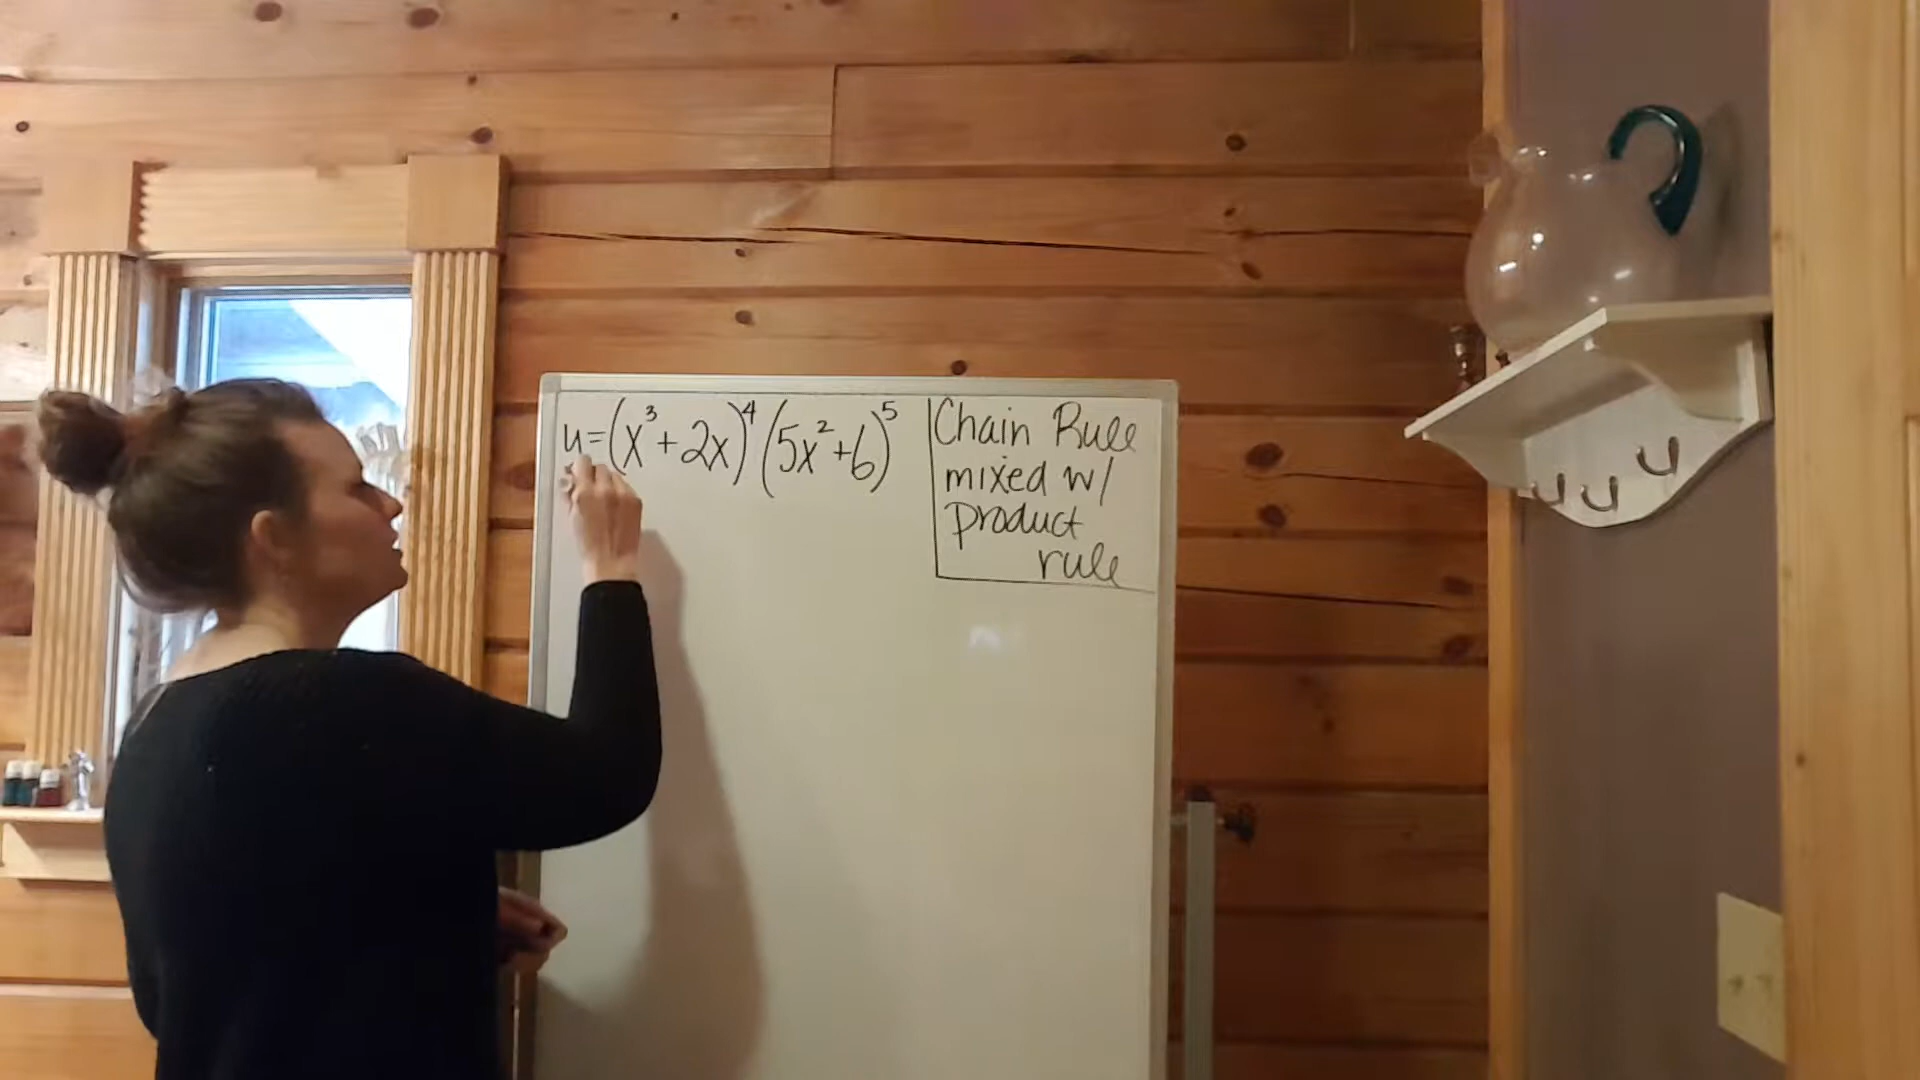 y=(x³+2x)⁴(5x²+6)⁵
Chain Rule
mixed w/
product
rule